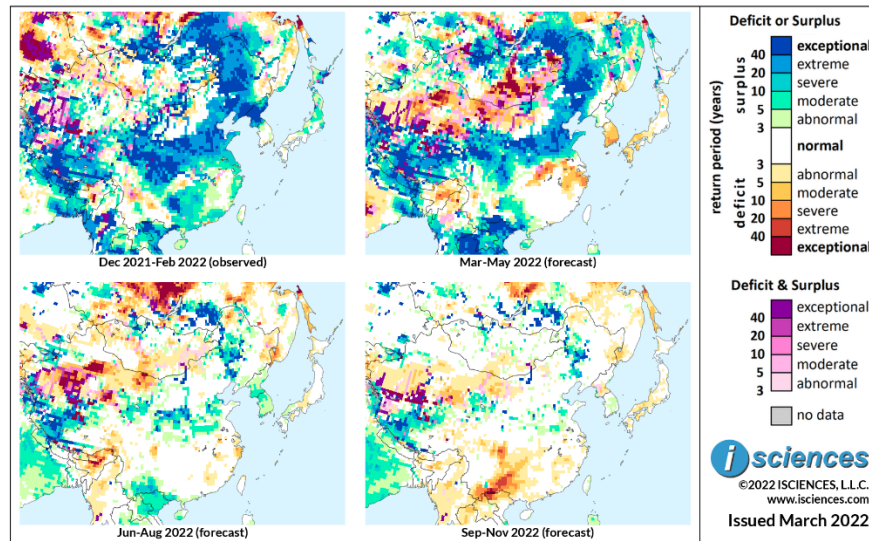 Dec 2021-Feb 2022 (observed)
Mar-May 2022 (forecast)
Jun-Aug 2022 (forecast)
Sep-Nov 2022 (forecast)
Deficit or Surplus
return period (years)
surplus
deficit
40
20
10
5
3
3
5
10
20
40
exceptional
extreme
severe
moderate
abnormal
normal
abnormal
moderate
severe
extreme
exceptional
Deficit & Surplus
40
20
10
5
3
exceptional
extreme
severe
moderate
abnormal
no data
i sciences
©2022 ISCIENCES, L.L.C.
www.isciences.com
Issued March 2022